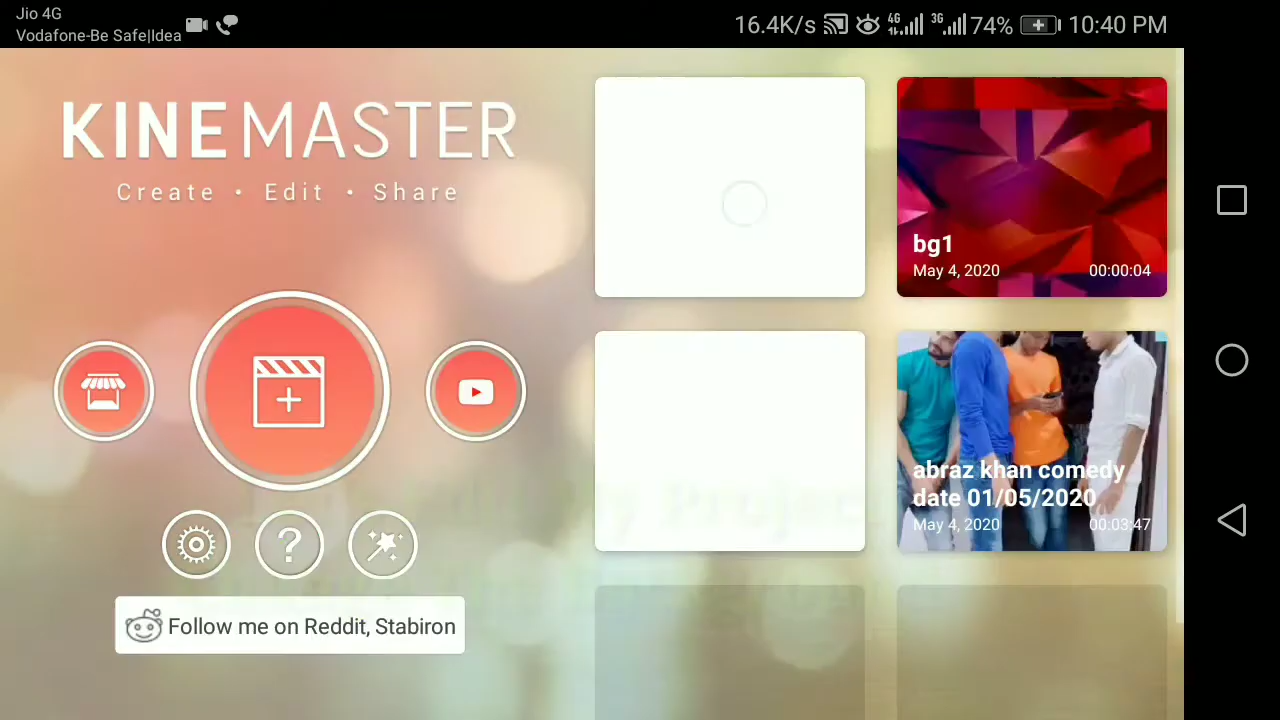 Jio 4G
Vodafone-Be Safe|Idea
16.4K/s
4G
3G
74%
10:40 PM
KINEMASTER
Create • Edit • Share
bg1
May 4, 2020
00:00:04
abraz khan comedy
date 01/05/2020
May 4, 2020
00:03:47
?
Follow me on Reddit, Stabiron